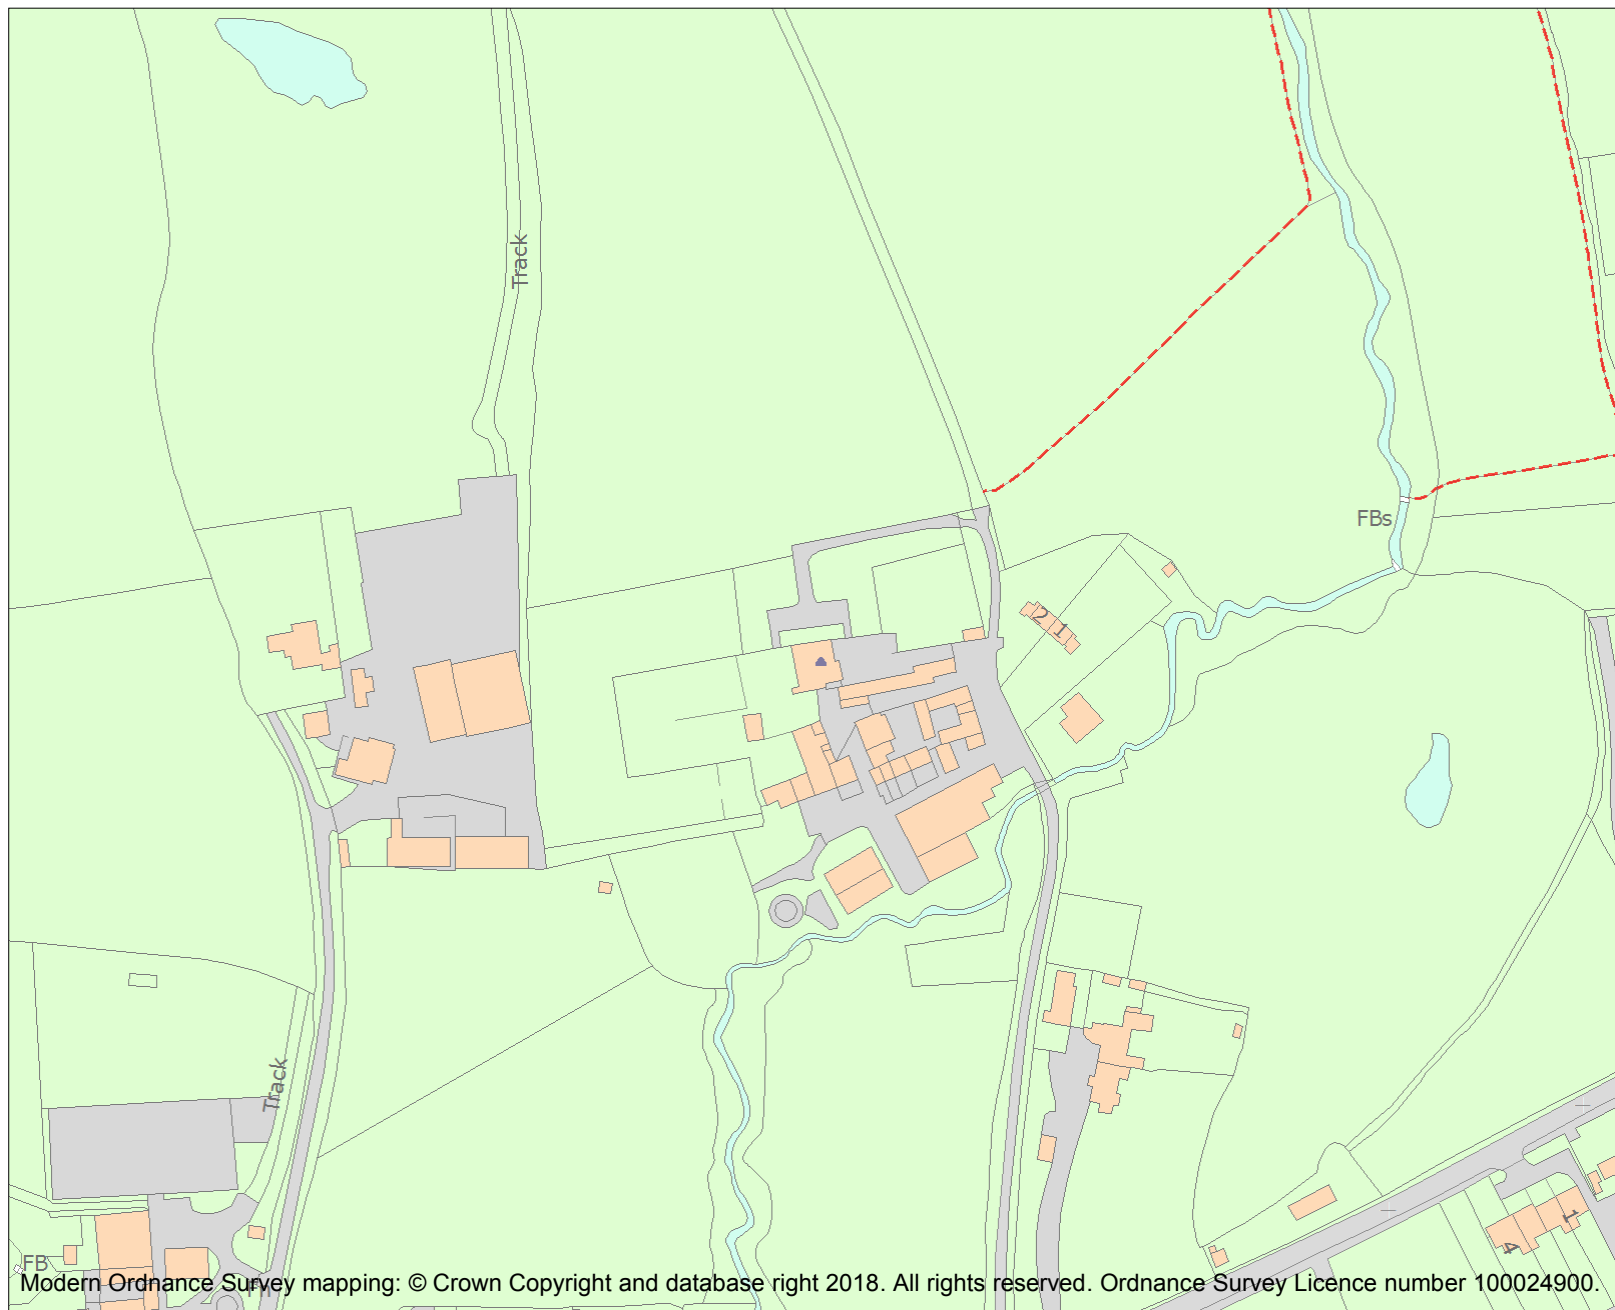 Track
FBs
2
1
Track
1
4
FB
Modern Ordnance Survey mapping: © Crown Copyright and database right 2018. All rights reserved. Ordnance Survey Licence number 100024900.